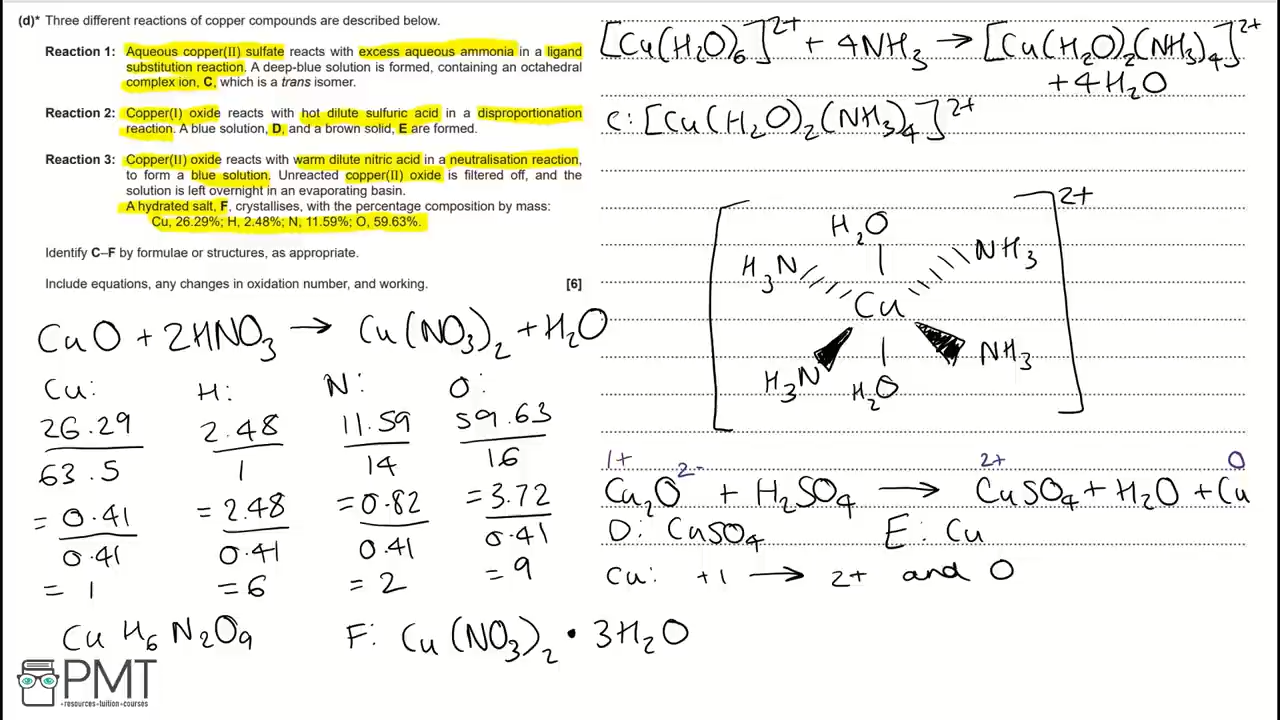 (d)* Three different reactions of copper compounds are described below.
Reaction 1: Aqueous copper(II) sulfate reacts with excess aqueous ammonia in a ligand
substitution reaction. A deep-blue solution is formed, containing an octahedral
complex ion, C, which is a trans isomer.
Reaction 2: Copper(I) oxide reacts with hot dilute sulfuric acid in a disproportionation
reaction. A blue solution, D, and a brown solid, E are formed.
Reaction 3: Copper(II) oxide reacts with warm dilute nitric acid in a neutralisation reaction,
to form a blue solution. Unreacted copper(II) oxide is filtered off, and the
solution is left overnight in an evaporating basin.
A hydrated salt, F, crystallises, with the percentage composition by mass:
Cu, 26.29%; H, 2.48%; N, 11.59%; O, 59.63%.
Identify C–F by formulae or structures, as appropriate.
Include equations, any changes in oxidation number, and working. [6]
CuO + 2HNO₃ → Cu(NO₃)₂ + H₂O
Cu: H: N: O:
26.29 2.48 11.59 59.63
63.5 1 14 16
= 0.41 = 2.48 = 0.82 = 3.72
0.41 0.41 0.41 0.41
= 1 = 6 = 2 = 9
Cu H₆ N₂O₉ F: Cu(NO₃)₂ • 3H₂O
PMT
•resources•tuition•courses
[Cu(H₂O)₆]²⁺ + 4NH₃ → [Cu(H₂O)₂(NH₃)₄]²⁺
+ 4H₂O
C: [Cu(H₂O)₂(NH₃)₄]²⁺
2+
H₂O
H₃N NH₃
Cu
H₃N NH₃
H₂O
1+ 2- 2+ 0
Cu₂O + H₂SO₄ → CuSO₄ + H₂O + Cu
D: CuSO₄ E: Cu
Cu: +1 → 2+ and 0